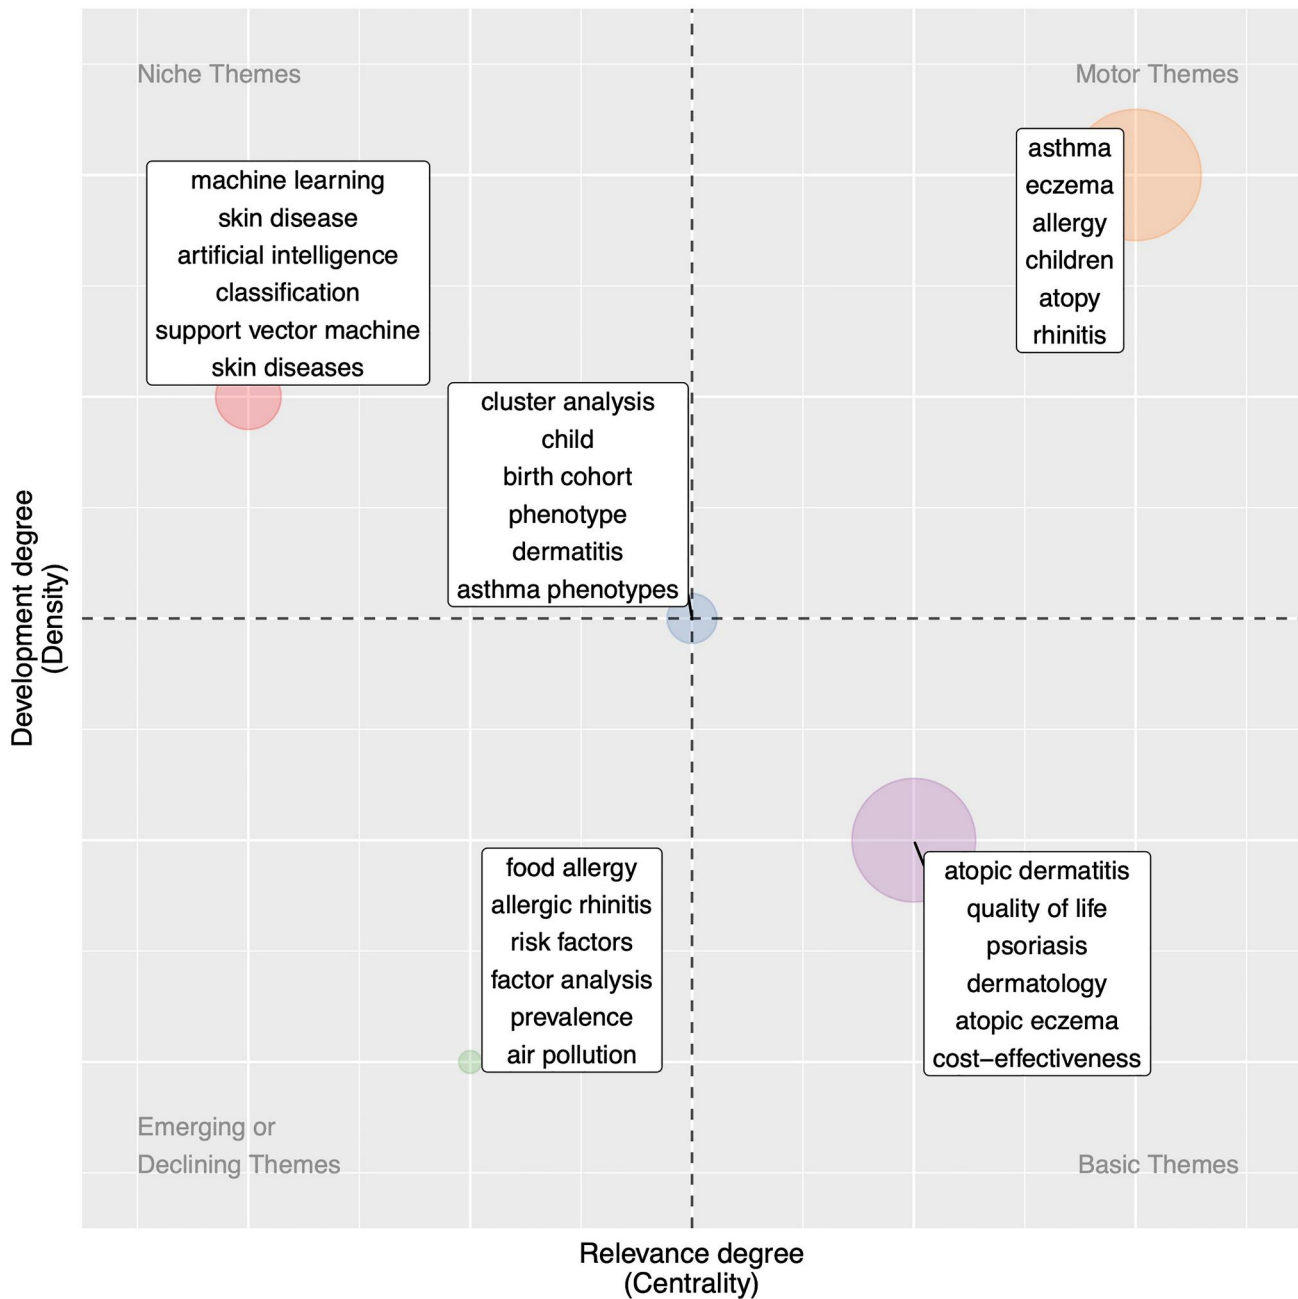 Niche Themes
Motor Themes
machine learning
skin disease
artificial intelligence
classification
support vector machine
skin diseases
asthma
eczema
allergy
children
atopy
rhinitis
cluster analysis
child
birth cohort
phenotype
dermatitis
asthma phenotypes
Development degree
(Density)
food allergy
allergic rhinitis
risk factors
factor analysis
prevalence
air pollution
atopic dermatitis
quality of life
psoriasis
dermatology
atopic eczema
cost−effectiveness
Emerging or
Declining Themes
Basic Themes
Relevance degree
(Centrality)